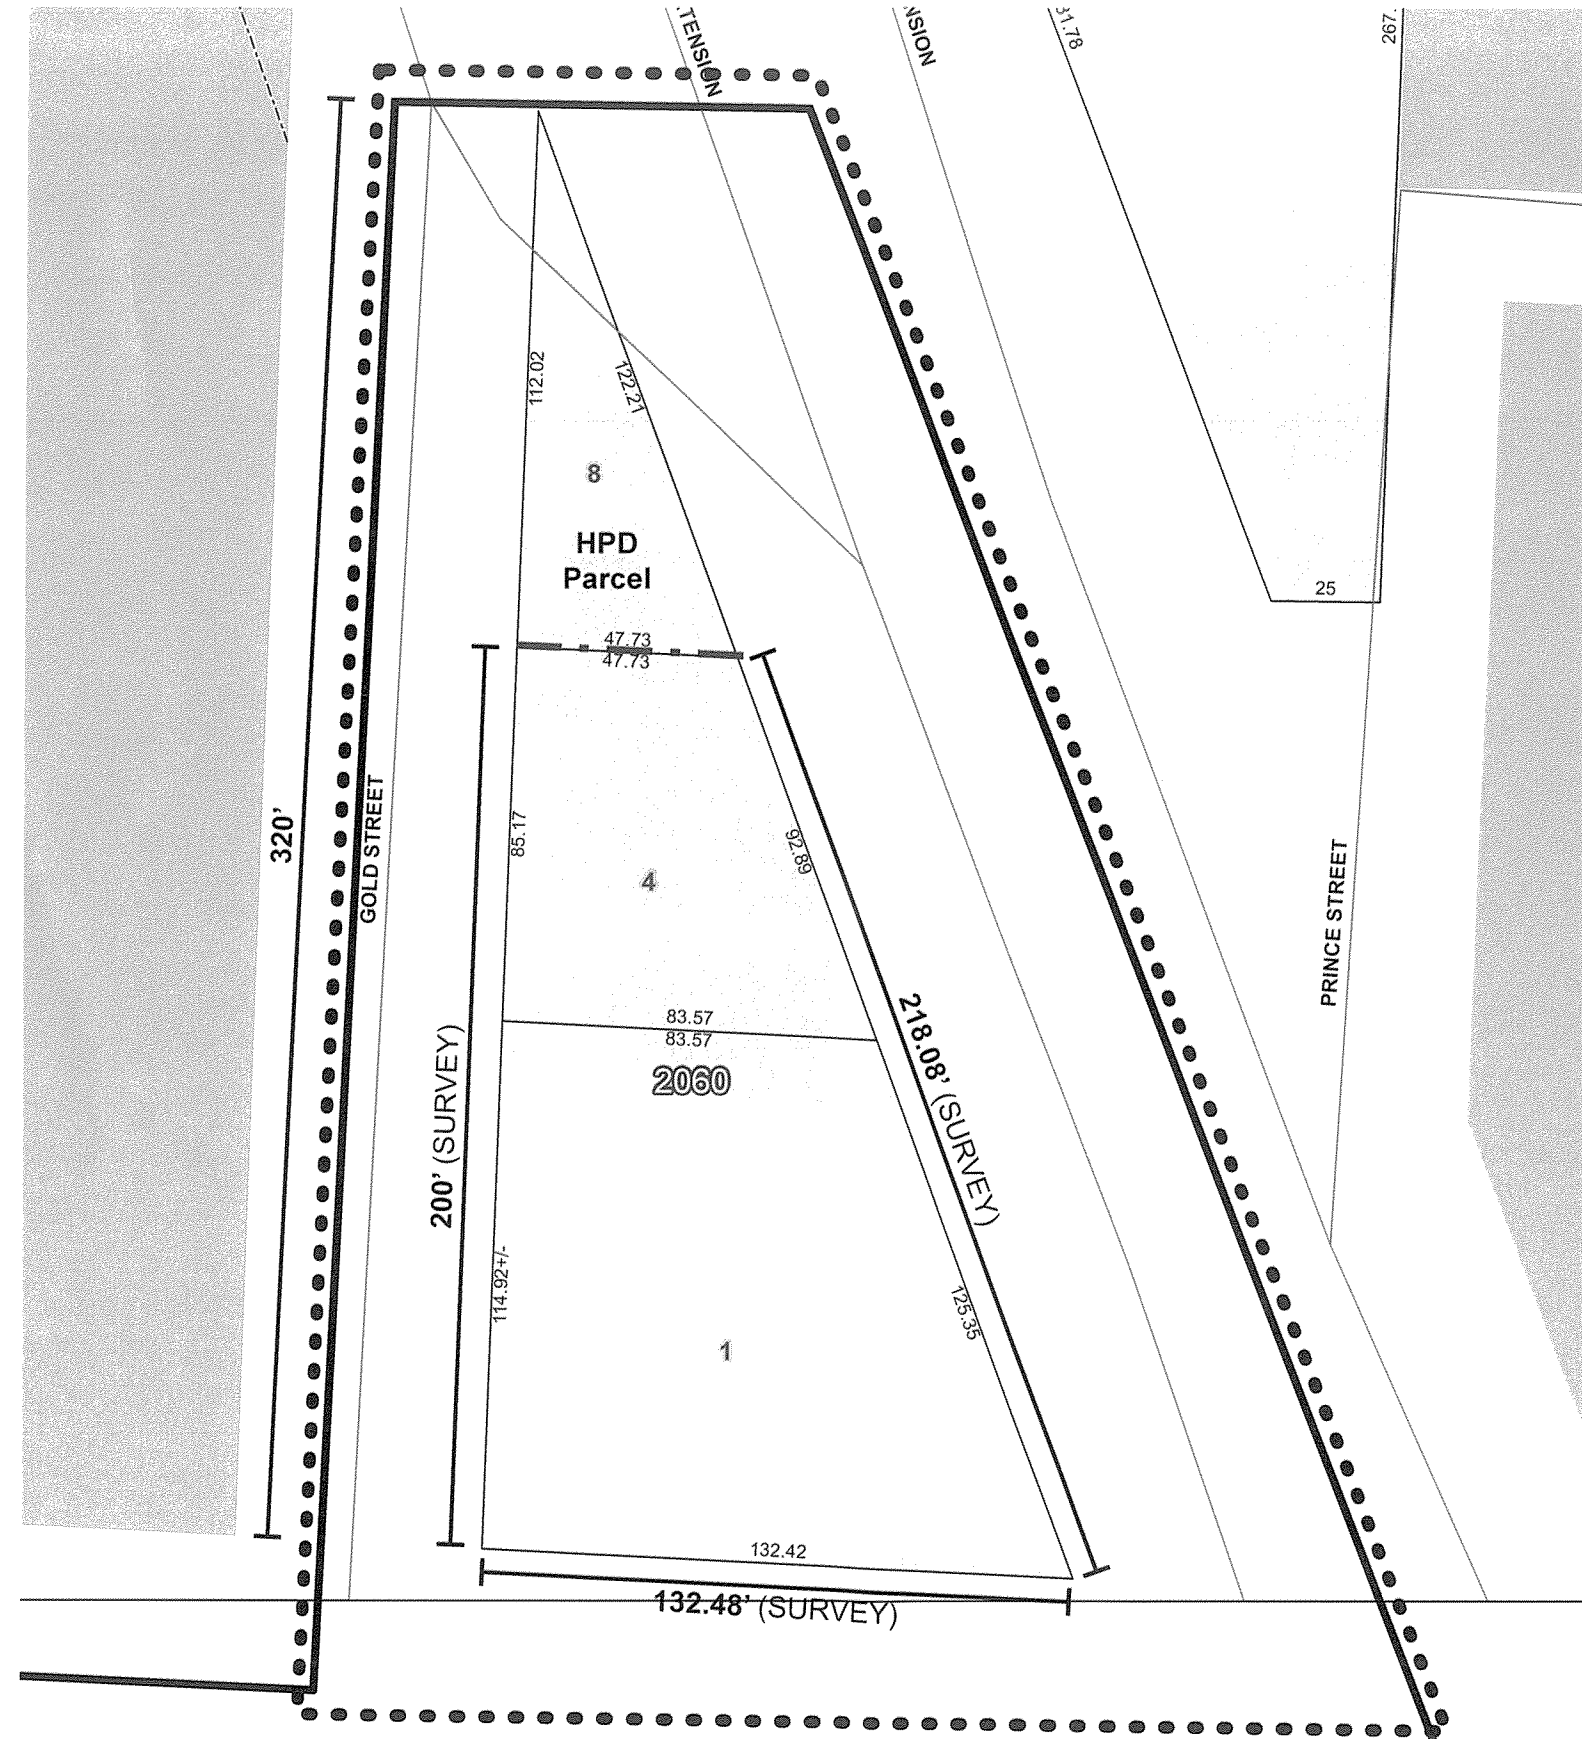 TENSION
NSION
31.78
267.
112.02
122.21
8
HPD
Parcel
25
47.73
47.73
320’
GOLD STREET
85.17
92.89
4
PRINCE STREET
83.57
83.57
2060
200’ (SURVEY)
218.08’ (SURVEY)
114.92+/-
125.35
1
132.42
132.48’ (SURVEY)